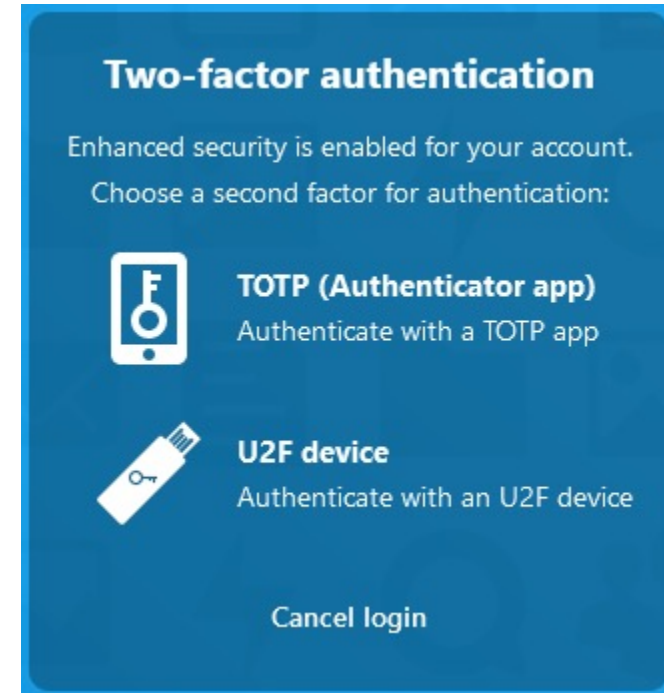 Two-factor authentication
Enhanced security is enabled for your account.
Choose a second factor for authentication:
TOTP (Authenticator app)
Authenticate with a TOTP app
U2F device
Authenticate with an U2F device
Cancel login